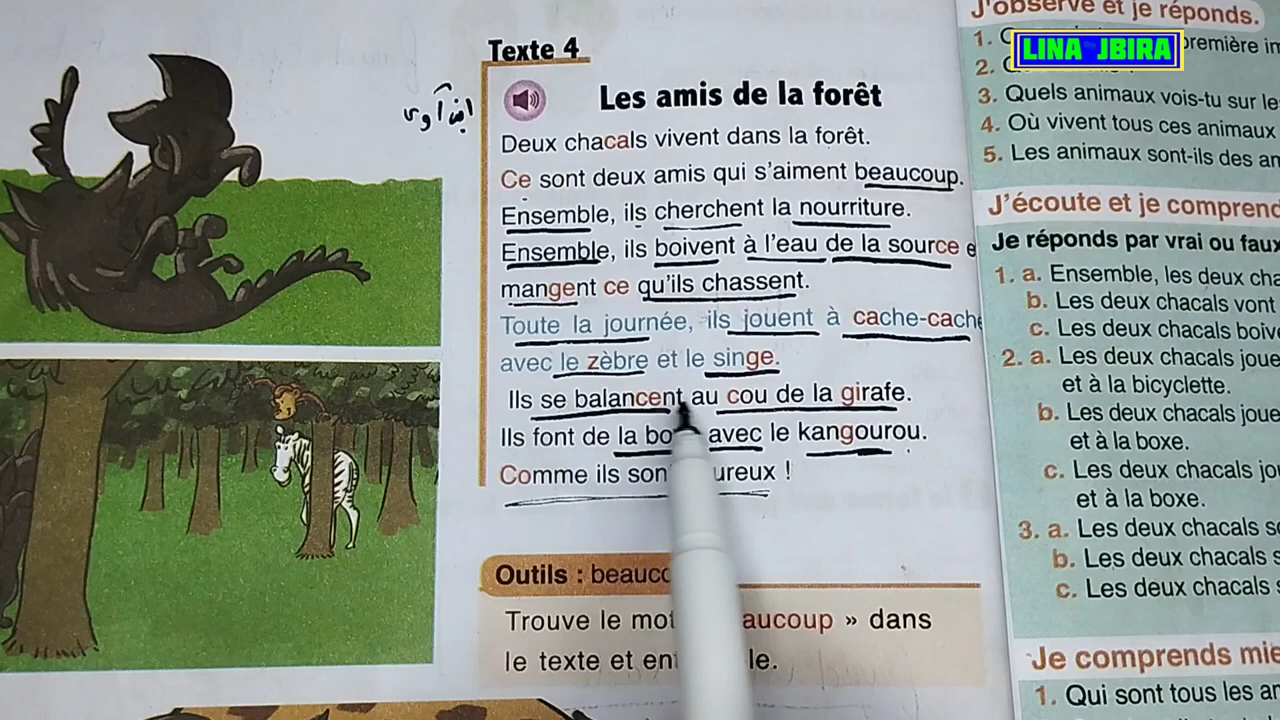 Texte 4
Les amis de la forêt
ابن آوى
Deux chacals vivent dans la forêt.
Ce sont deux amis qui s'aiment beaucoup.
Ensemble, ils cherchent la nourriture.
Ensemble, ils boivent à l'eau de la source e
mangent ce qu'ils chassent.
Toute la journée, ils jouent à cache-cache
avec le zèbre et le singe.
Ils se balancent au cou de la girafe.
Ils font de la bo avec le kangourou.
Comme ils son ureux !
Outils : beauco
Trouve le mot aucoup » dans
le texte et en le.
J'observe et je réponds.
LINA JBIRA
1. première im
2.
3. Quels animaux vois-tu sur le
4. Où vivent tous ces animaux
5. Les animaux sont-ils des am
J'écoute et je comprend
Je réponds par vrai ou faux
1. a. Ensemble, les deux cha
b. Les deux chacals vont
c. Les deux chacals boive
2. a. Les deux chacals joue
et à la bicyclette.
b. Les deux chacals joue
et à la boxe.
c. Les deux chacals jou
et à la boxe.
3. a. Les deux chacals so
b. Les deux chacals s
c. Les deux chacals s
Je comprends mie
1. Qui sont tous les an